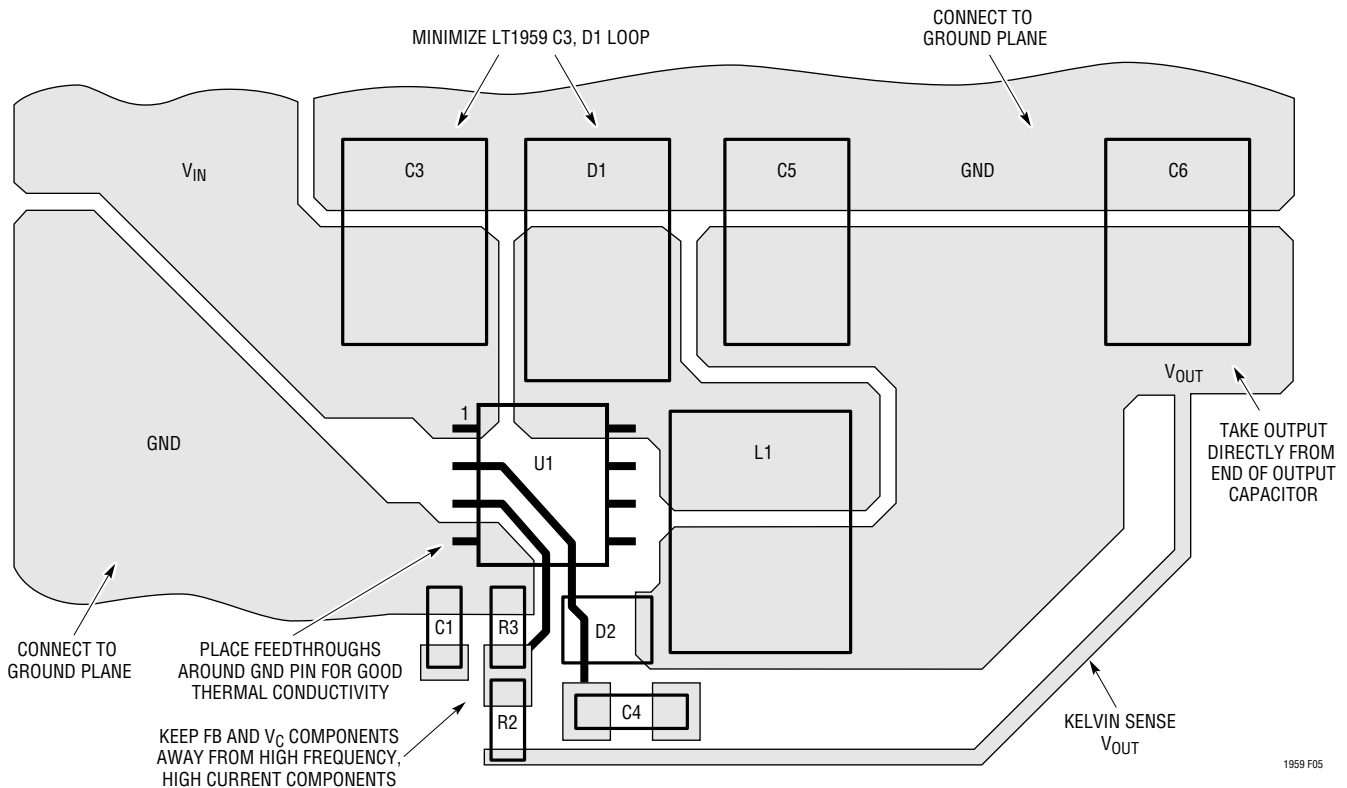 CONNECT TO
GROUND PLANE
MINIMIZE LT1959 C3, D1 LOOP
VIN
C3
D1
C5
GND
C6
VOUT
1
GND
U1
L1
TAKE OUTPUT
DIRECTLY FROM
END OF OUTPUT
CAPACITOR
C1
R3
D2
CONNECT TO
GROUND PLANE
PLACE FEEDTHROUGHS
AROUND GND PIN FOR GOOD
THERMAL CONDUCTIVITY
R2
C4
KEEP FB AND VC COMPONENTS
AWAY FROM HIGH FREQUENCY,
HIGH CURRENT COMPONENTS
KELVIN SENSE
VOUT
1959 F05